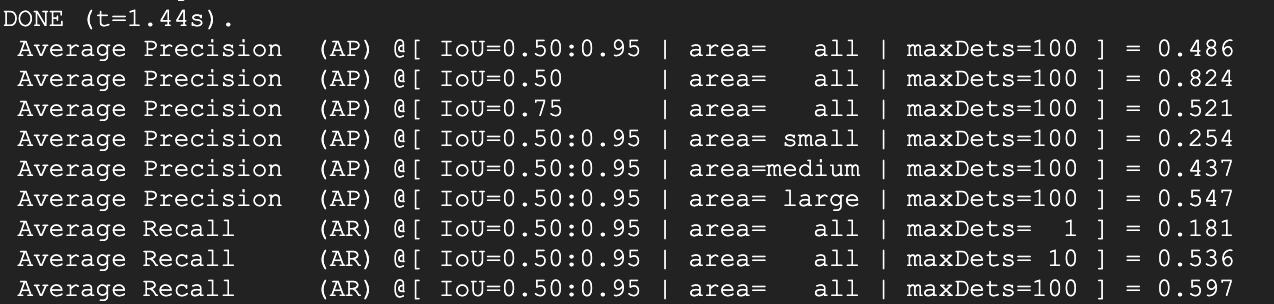 DONE (t=1.44s).
 Average Precision  (AP) @[ IoU=0.50:0.95 | area=   all | maxDets=100 ] = 0.486
 Average Precision  (AP) @[ IoU=0.50      | area=   all | maxDets=100 ] = 0.824
 Average Precision  (AP) @[ IoU=0.75      | area=   all | maxDets=100 ] = 0.521
 Average Precision  (AP) @[ IoU=0.50:0.95 | area= small | maxDets=100 ] = 0.254
 Average Precision  (AP) @[ IoU=0.50:0.95 | area=medium | maxDets=100 ] = 0.437
 Average Precision  (AP) @[ IoU=0.50:0.95 | area= large | maxDets=100 ] = 0.547
 Average Recall     (AR) @[ IoU=0.50:0.95 | area=   all | maxDets=  1 ] = 0.181
 Average Recall     (AR) @[ IoU=0.50:0.95 | area=   all | maxDets= 10 ] = 0.536
 Average Recall     (AR) @[ IoU=0.50:0.95 | area=   all | maxDets=100 ] = 0.597